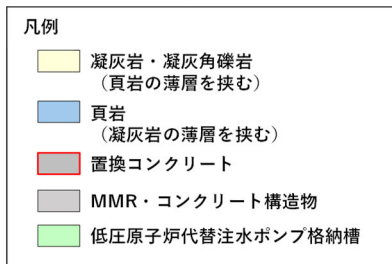 凡例
凝灰岩・凝灰角礫岩
（頁岩の薄層を挟む）
頁岩
（凝灰岩の薄層を挟む）
置換コンクリート
MMR・コンクリート構造物
低圧原子炉代替注水ポンプ格納槽